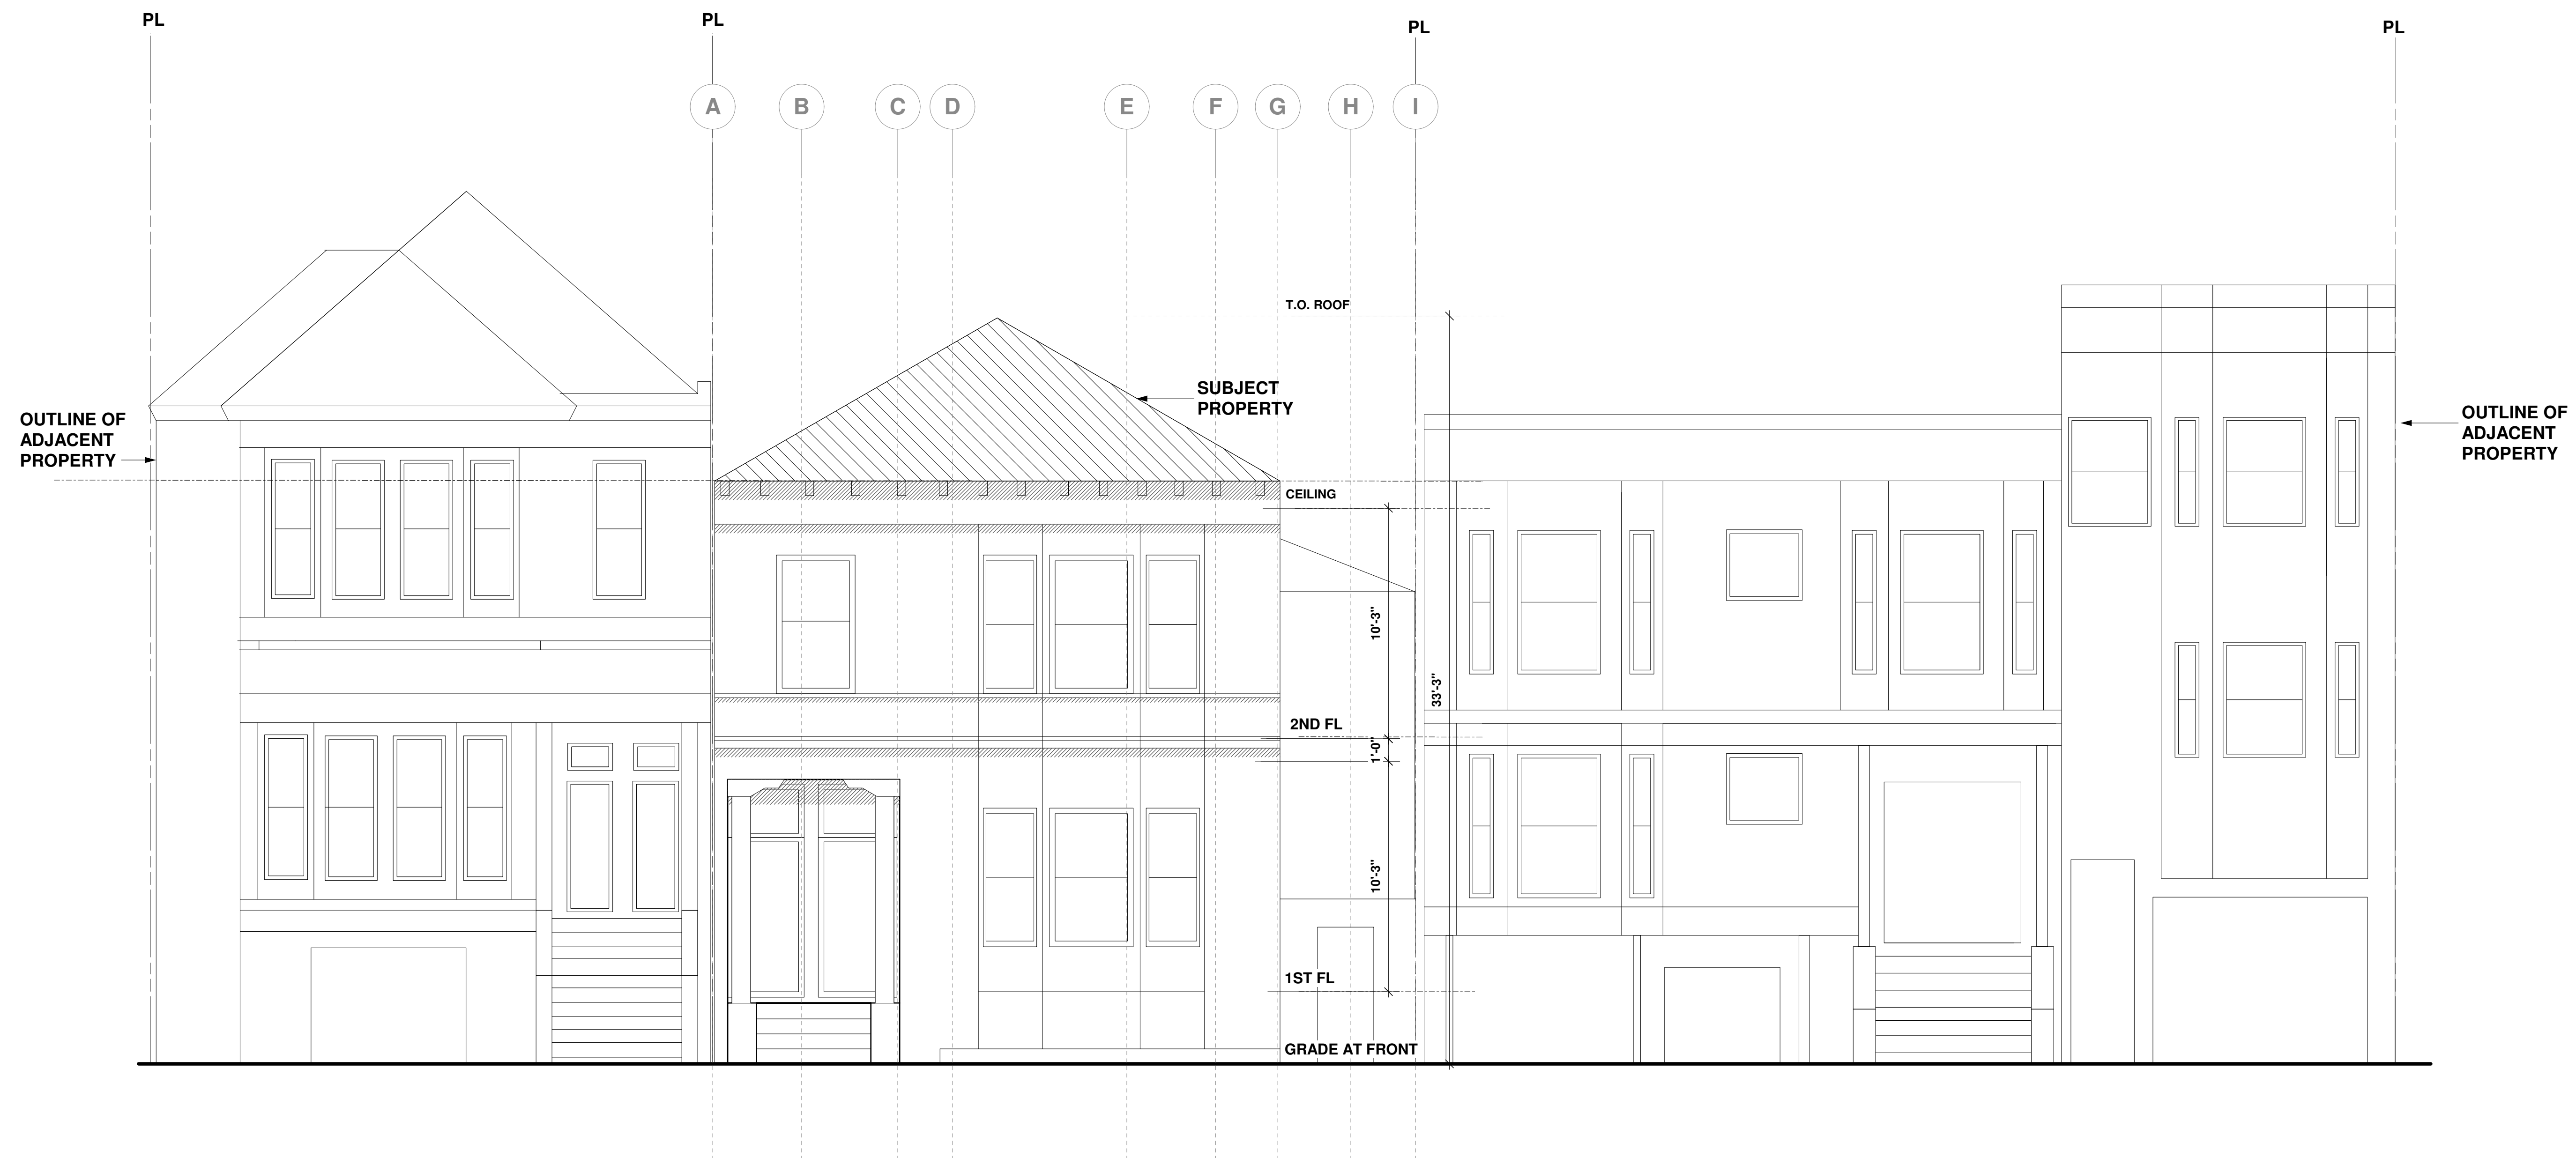 PL
PL
PL
PL
A
B
C
D
E
F
G
H
I
T.O. ROOF
SUBJECT
PROPERTY
OUTLINE OF
ADJACENT
PROPERTY
OUTLINE OF
ADJACENT
PROPERTY
CEILING
10'-3"
33'-3"
2ND FL
1'-0"
10'-3"
1ST FL
GRADE AT FRONT